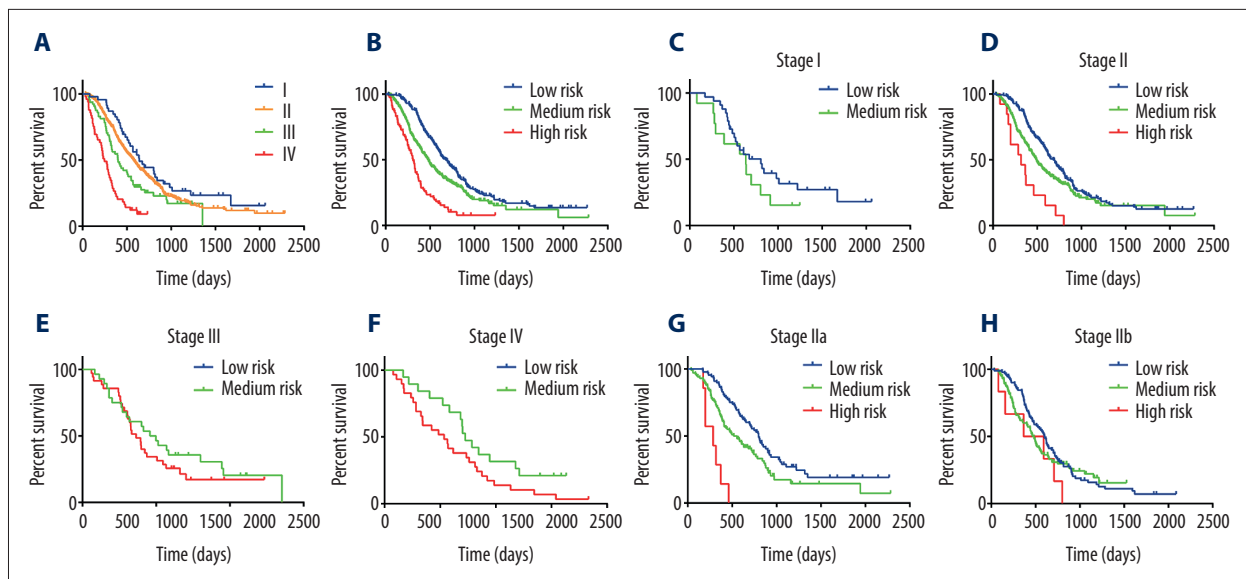 A
Percent survival
100
50
0
0 500 1000 1500 2000 2500
Time (days)
I
II
III
IV
B
Percent survival
100
50
0
0 500 1000 1500 2000 2500
Time (days)
Low risk
Medium risk
High risk
C
Stage I
Percent survival
100
50
0
0 500 1000 1500 2000 2500
Time (days)
Low risk
Medium risk
D
Stage II
Percent survival
100
50
0
0 500 1000 1500 2000 2500
Time (days)
Low risk
Medium risk
High risk
E
Stage III
Percent survival
100
50
0
0 500 1000 1500 2000 2500
Time (days)
Low risk
Medium risk
F
Stage IV
Percent survival
100
50
0
0 500 1000 1500 2000 2500
Time (days)
Low risk
Medium risk
G
Stage IIa
Percent survival
100
50
0
0 500 1000 1500 2000 2500
Time (days)
Low risk
Medium risk
High risk
H
Stage IIb
Percent survival
100
50
0
0 500 1000 1500 2000 2500
Time (days)
Low risk
Medium risk
High risk